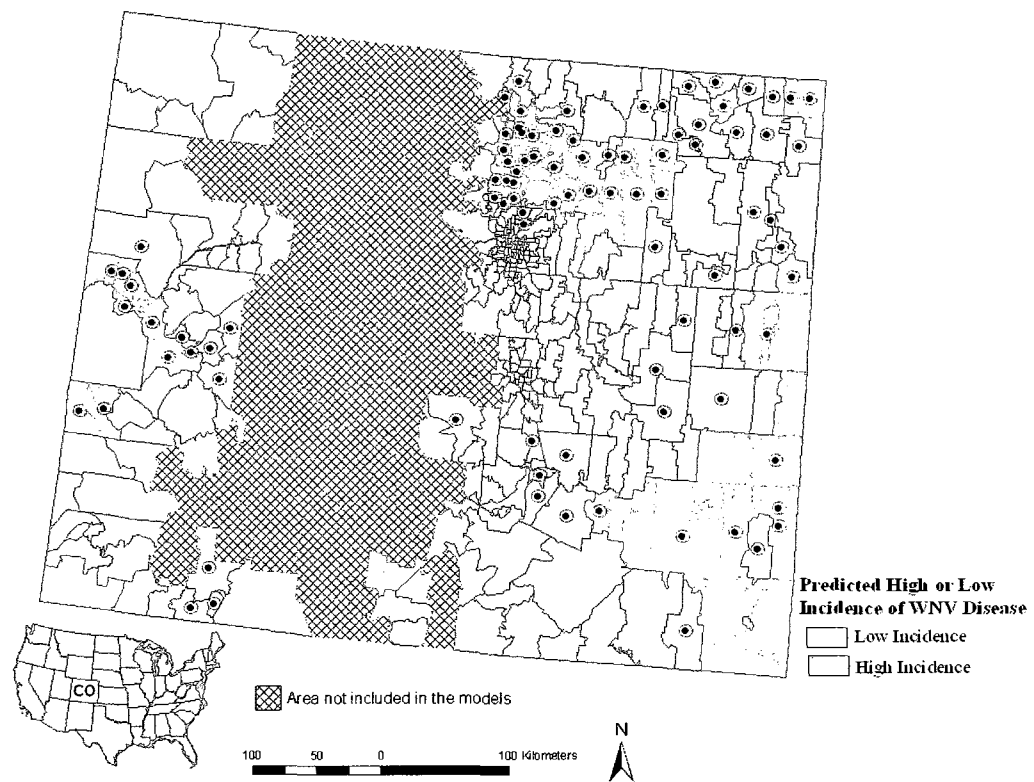 Predicted High or Low
Incidence of WNV Disease
Low Incidence
High Incidence
CO
Area not included in the models
100 50 0 100 Kilometers
N